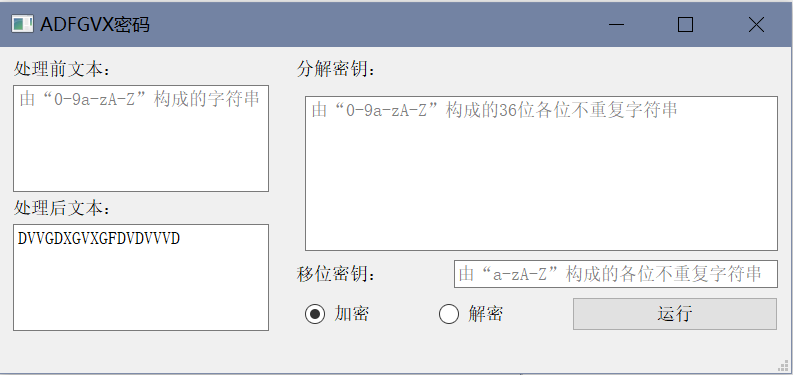 ADFGVX密码
处理前文本:
由“0-9a-zA-Z”构成的字符串
处理后文本:
DVVGDXGVXGFDVDVVVD
分解密钥:
由“0-9a-zA-Z”构成的36位各位不重复字符串
移位密钥:
由“a-zA-Z”构成的各位不重复字符串
加密
解密
运行